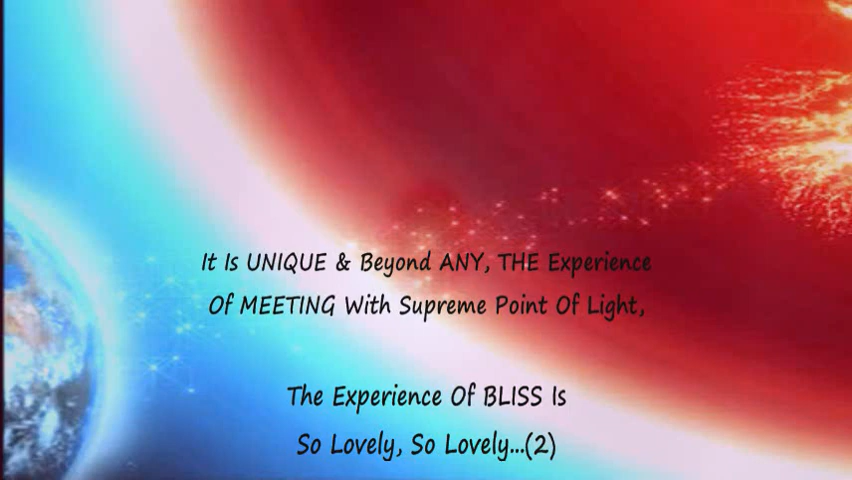 It Is UNIQUE & Beyond ANY, THE Experience
Of MEETING With Supreme Point Of Light,
The Experience Of BLISS Is
So Lovely, So Lovely...(2)